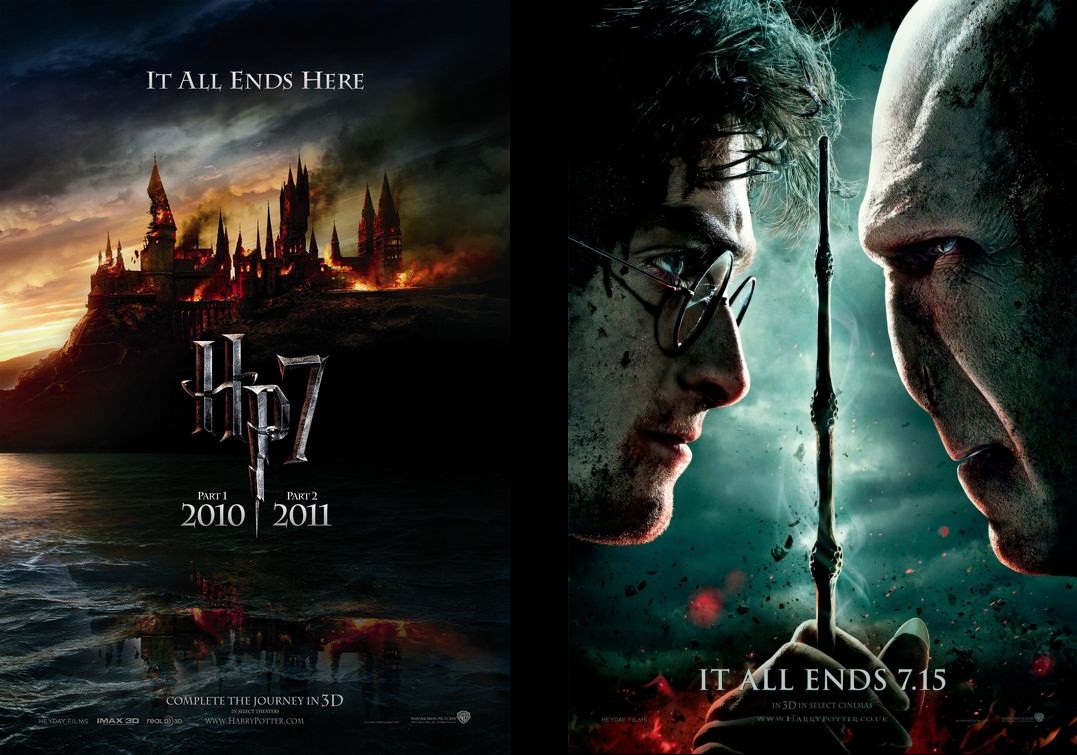 IT ALL ENDS HERE
HP7
PART 1
2010
PART 2
2011
COMPLETE THE JOURNEY IN 3D
IN SELECT THEATERS
HEYDAY FILMS
IMAX 3D
REALD 3D
WWW.HARRYPOTTER.COM
WARNER BROS. PICTURES
IT ALL ENDS 7.15
IN 3D IN SELECT CINEMAS
HEYDAY FILMS
WWW.HARRYPOTTER.CO.UK